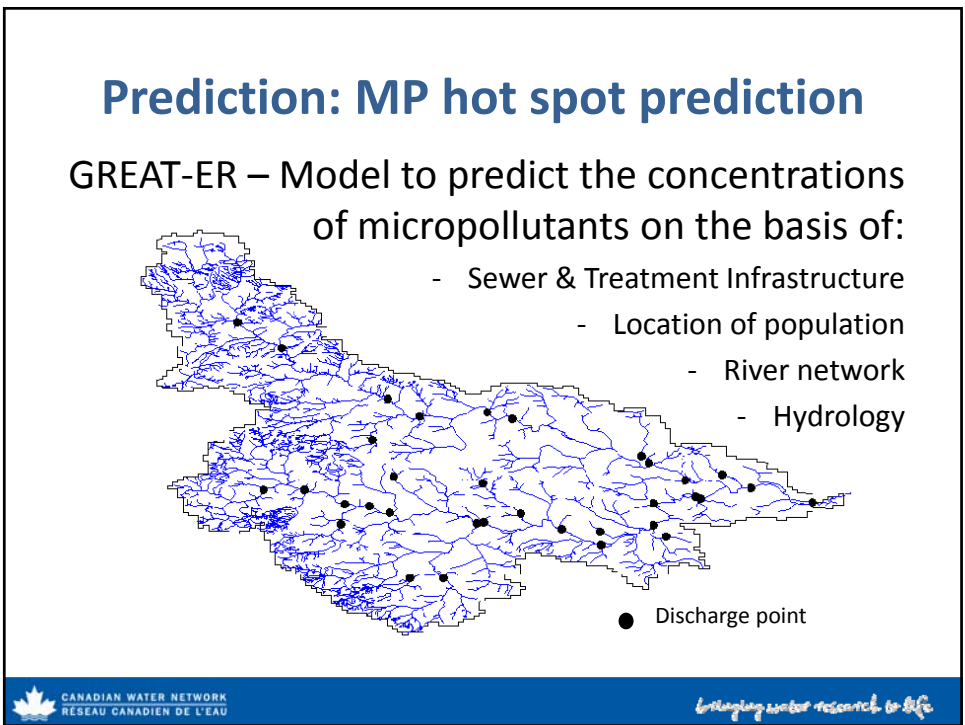 Prediction: MP hot spot prediction
GREAT-ER – Model to predict the concentrations
of micropollutants on the basis of:
- Sewer & Treatment Infrastructure
- Location of population
- River network
- Hydrology
Discharge point
CANADIAN WATER NETWORK
RÉSEAU CANADIEN DE L'EAU
bringing water research to life